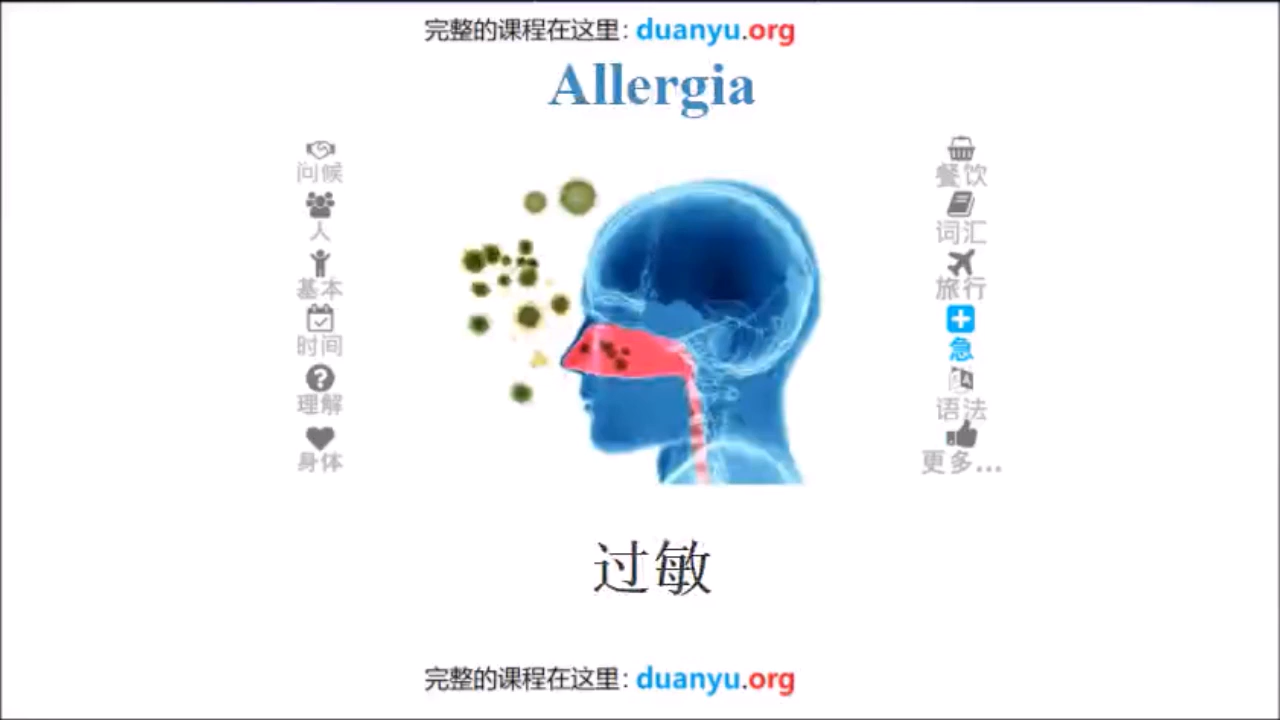 完整的课程在这里: duanyu.org
Allergia
问候
人
基本
时间
理解
身体
餐饮
词汇
旅行
急
语法
更多...
过敏
完整的课程在这里: duanyu.org